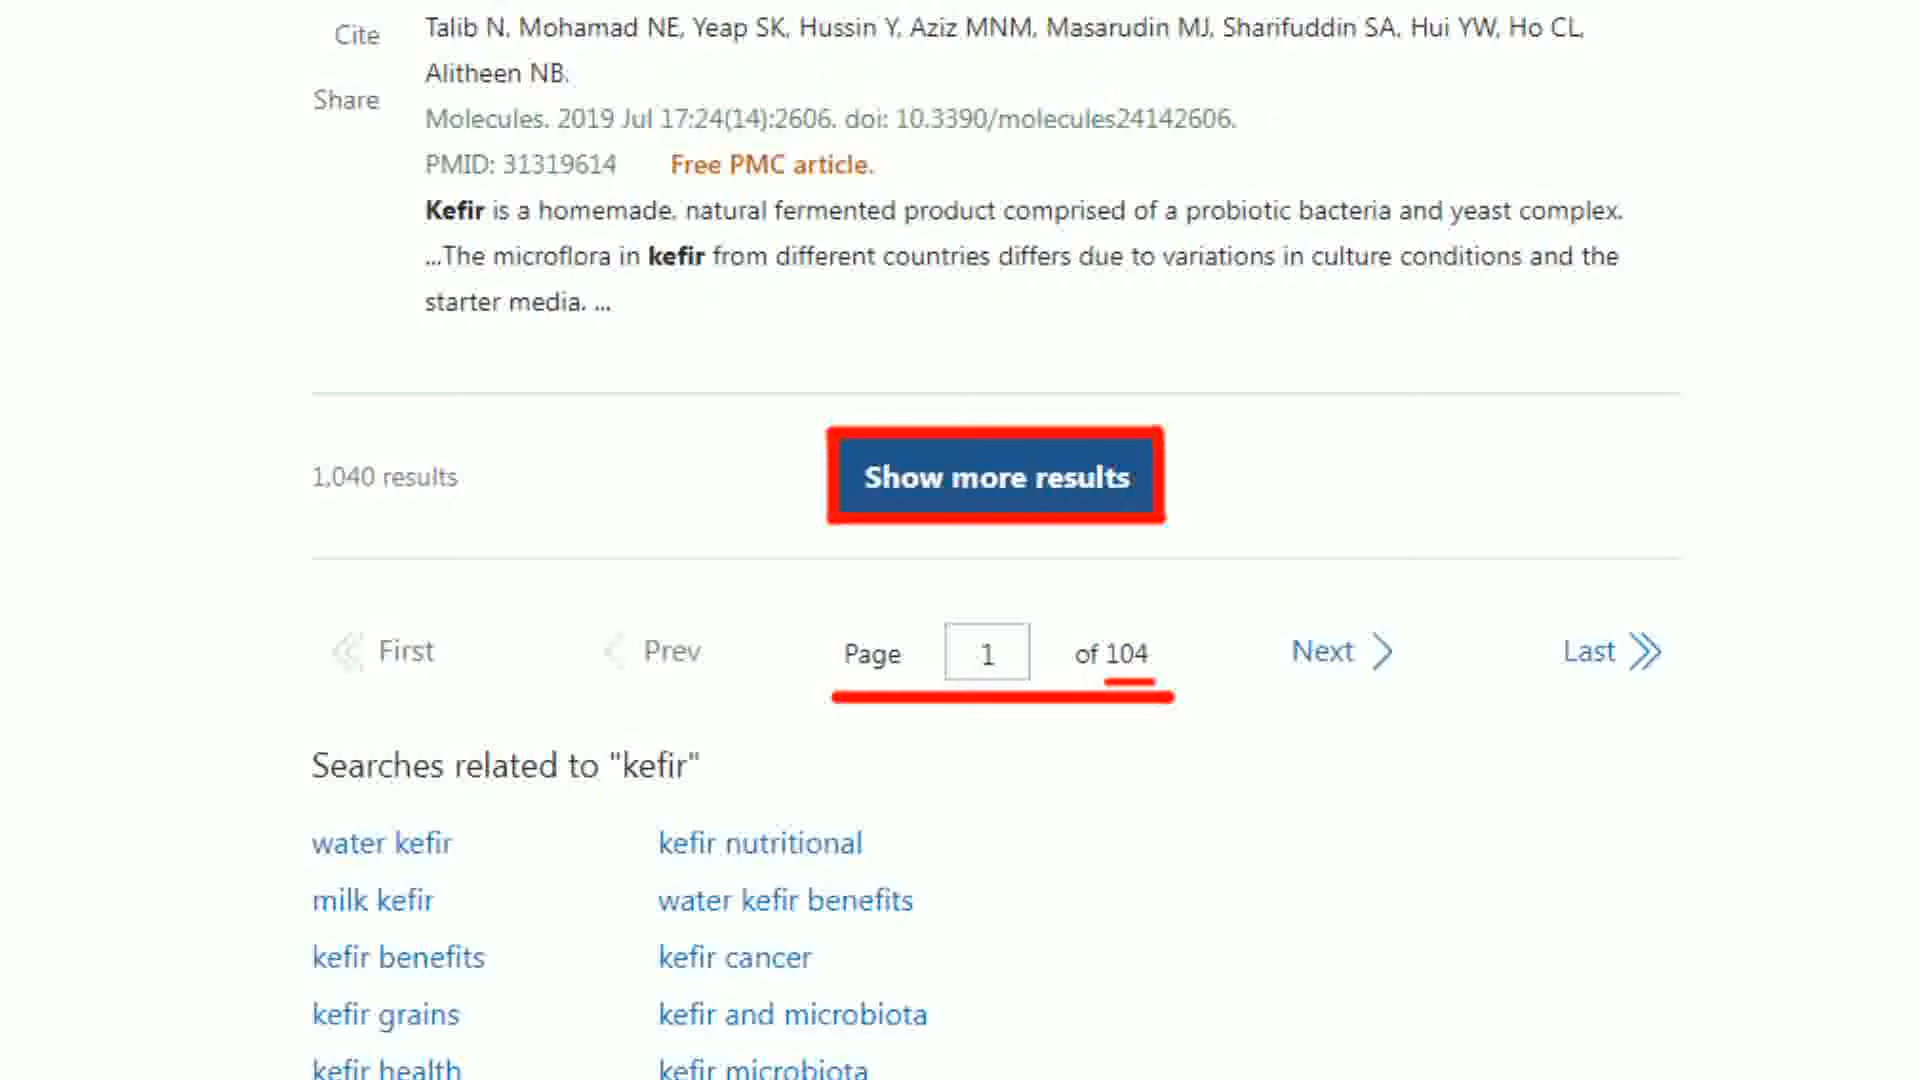 Cite
Talib N, Mohamad NE, Yeap SK, Hussin Y, Aziz MNM, Masarudin MJ, Sharifuddin SA, Hui YW, Ho CL,
Alitheen NB.
Share
Molecules. 2019 Jul 17;24(14):2606. doi: 10.3390/molecules24142606.
PMID: 31319614 Free PMC article.
Kefir is a homemade, natural fermented product comprised of a probiotic bacteria and yeast complex.
...The microflora in kefir from different countries differs due to variations in culture conditions and the
starter media. ...
1,040 results
Show more results
First Prev Page 1 of 104 Next Last
Searches related to "kefir"
water kefir kefir nutritional
milk kefir water kefir benefits
kefir benefits kefir cancer
kefir grains kefir and microbiota
kefir health kefir microbiota